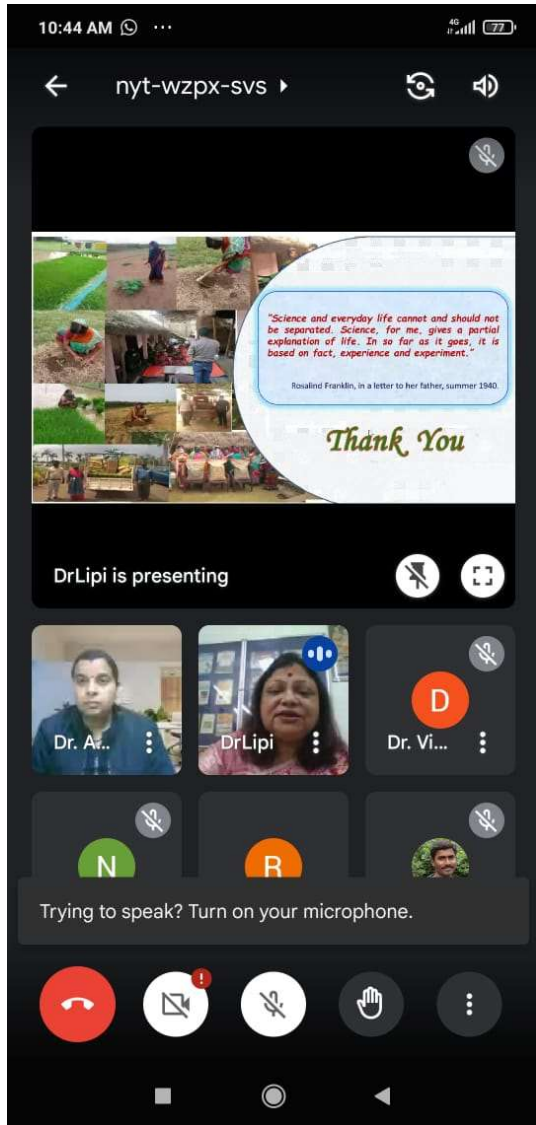 10:44 AM
4G
77
nyt-wzpx-svs
"Science and everyday life cannot and should not
be separated. Science, for me, gives a partial
explanation of life. In so far as it goes, it is
based on fact, experience and experiment."
Rosalind Franklin, in a letter to her father, summer 1940.
Thank You
DrLipi is presenting
Dr. A...
DrLipi
D
Dr. Vi...
N
R
Trying to speak? Turn on your microphone.